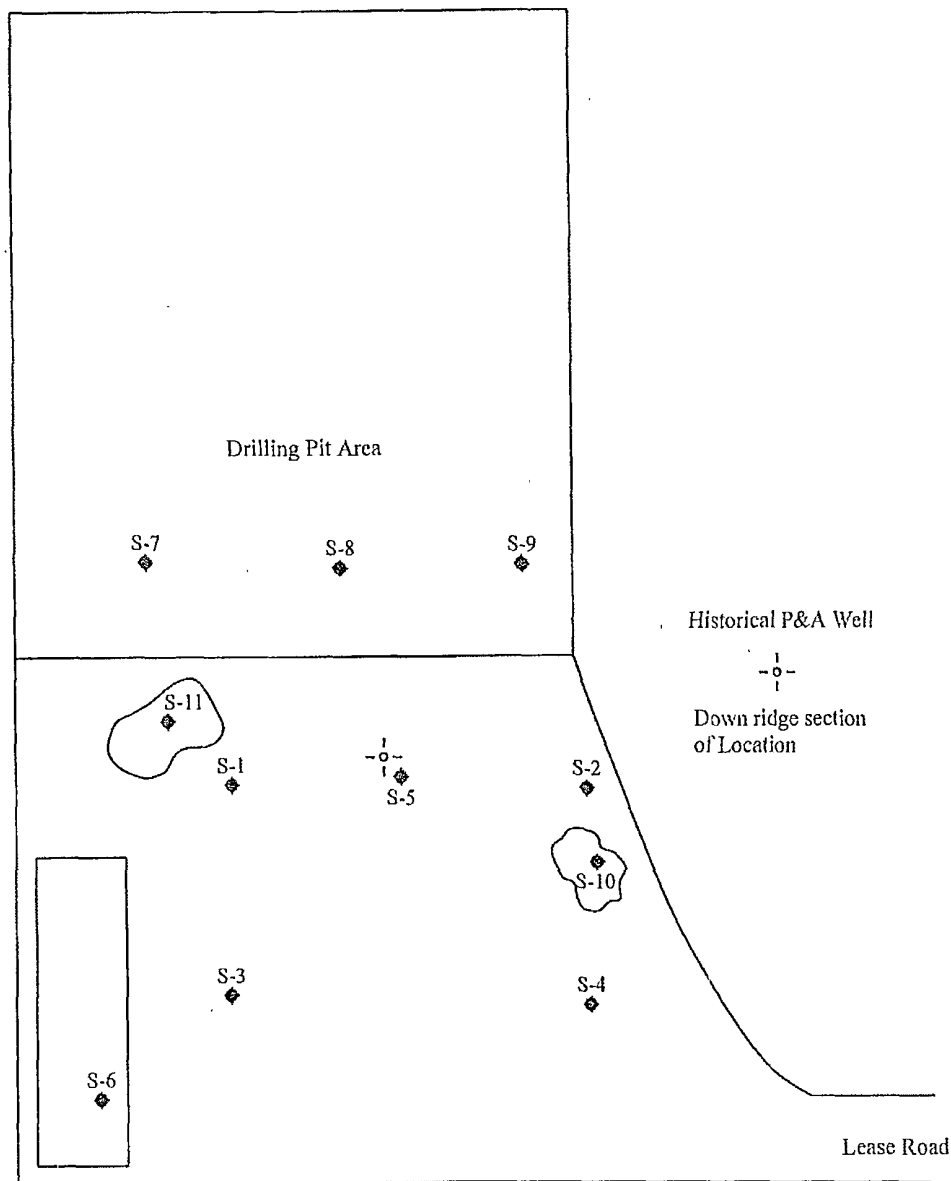 Drilling Pit Area
S-7
S-8
S-9
Historical P&A Well
Down ridge section
of Location
S-11
S-1
S-5
S-2
S-10
S-3
S-4
S-6
Lease Road